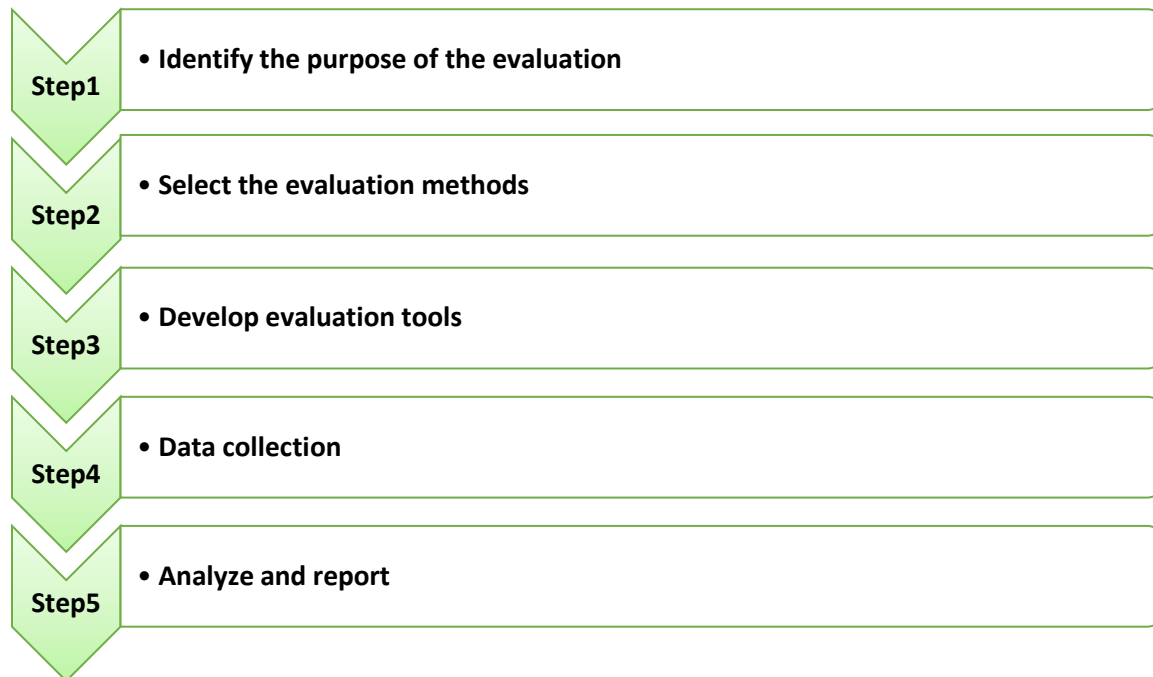 Step1
• Identify the purpose of the evaluation
Step2
• Select the evaluation methods
Step3
• Develop evaluation tools
Step4
• Data collection
Step5
• Analyze and report